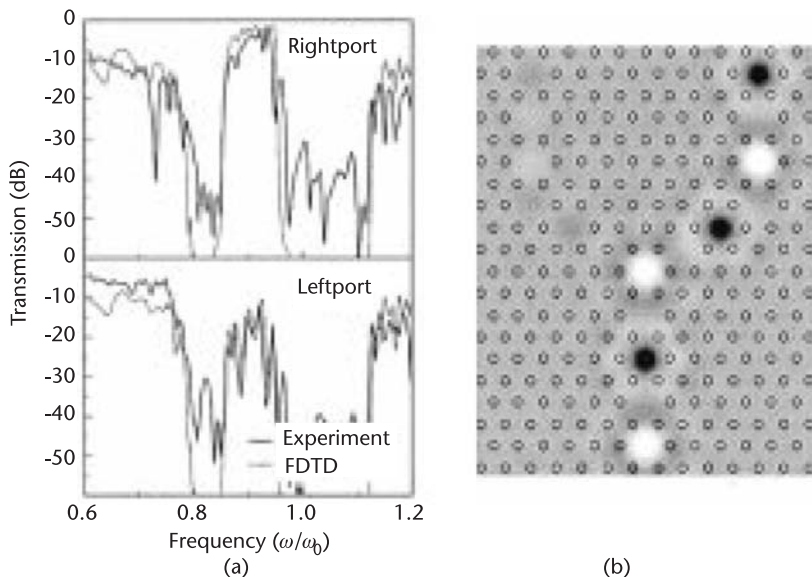 0
-10
-20
-30
-40
-50
0
Rightport
Transmission (dB)
-10
-20
-30
-40
-50
Leftport
Experiment
FDTD
0.6
0.8
1.0
1.2
Frequency (ω/ω₀)
(a)
(b)